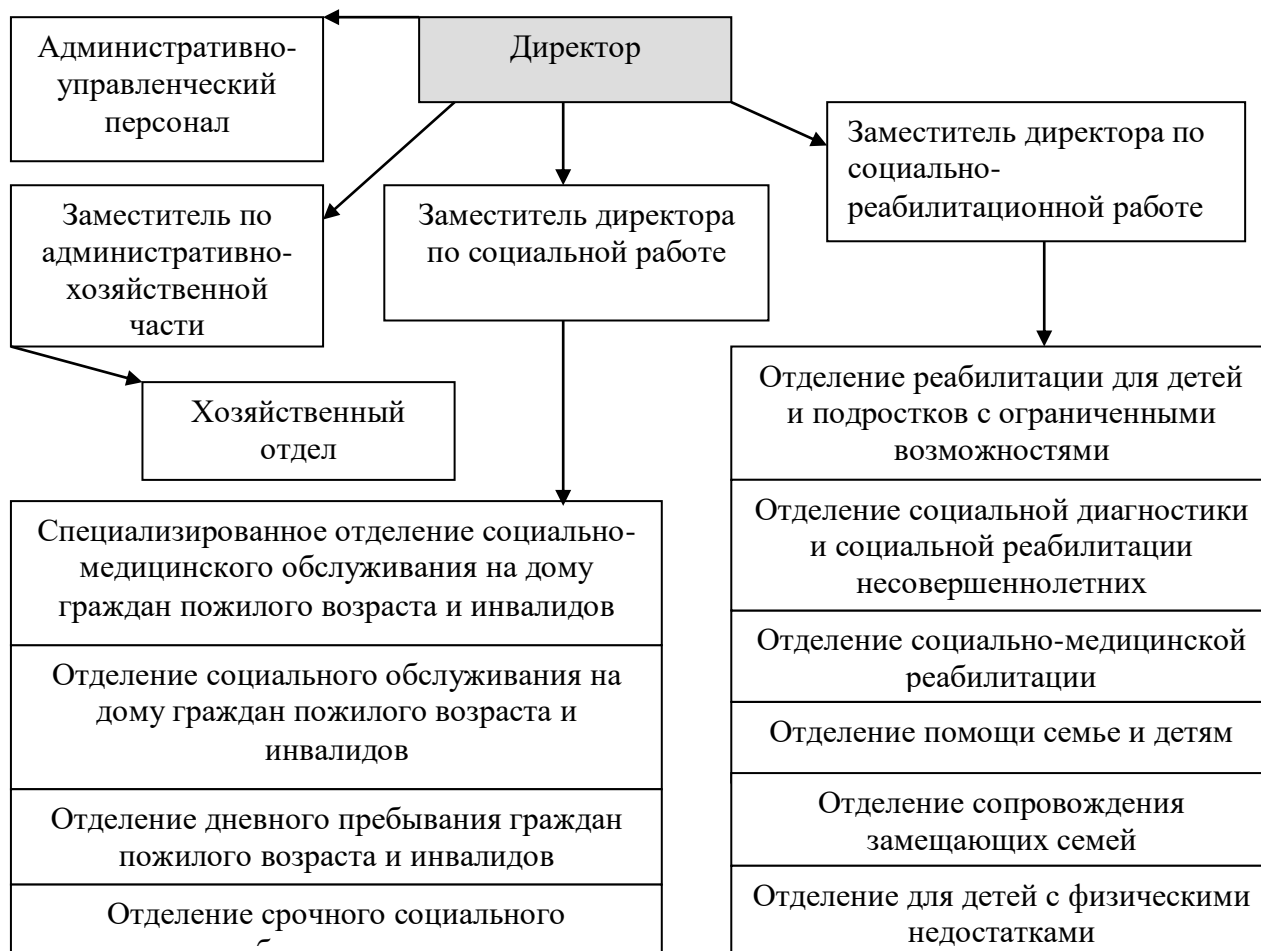 Административно-
управленческий
персонал
Директор
Заместитель директора по
социально-
реабилитационной работе
Заместитель по
административно-
хозяйственной
части
Заместитель директора
по социальной работе
Хозяйственный
отдел
Отделение реабилитации для детей
и подростков с ограниченными
возможностями
Отделение социальной диагностики
и социальной реабилитации
несовершеннолетних
Отделение социально-медицинской
реабилитации
Отделение помощи семье и детям
Отделение сопровождения
замещающих семей
Отделение для детей с физическими
недостатками
Специализированное отделение социально-
медицинского обслуживания на дому
граждан пожилого возраста и инвалидов
Отделение социального обслуживания на
дому граждан пожилого возраста и
инвалидов
Отделение дневного пребывания граждан
пожилого возраста и инвалидов
Отделение срочного социального